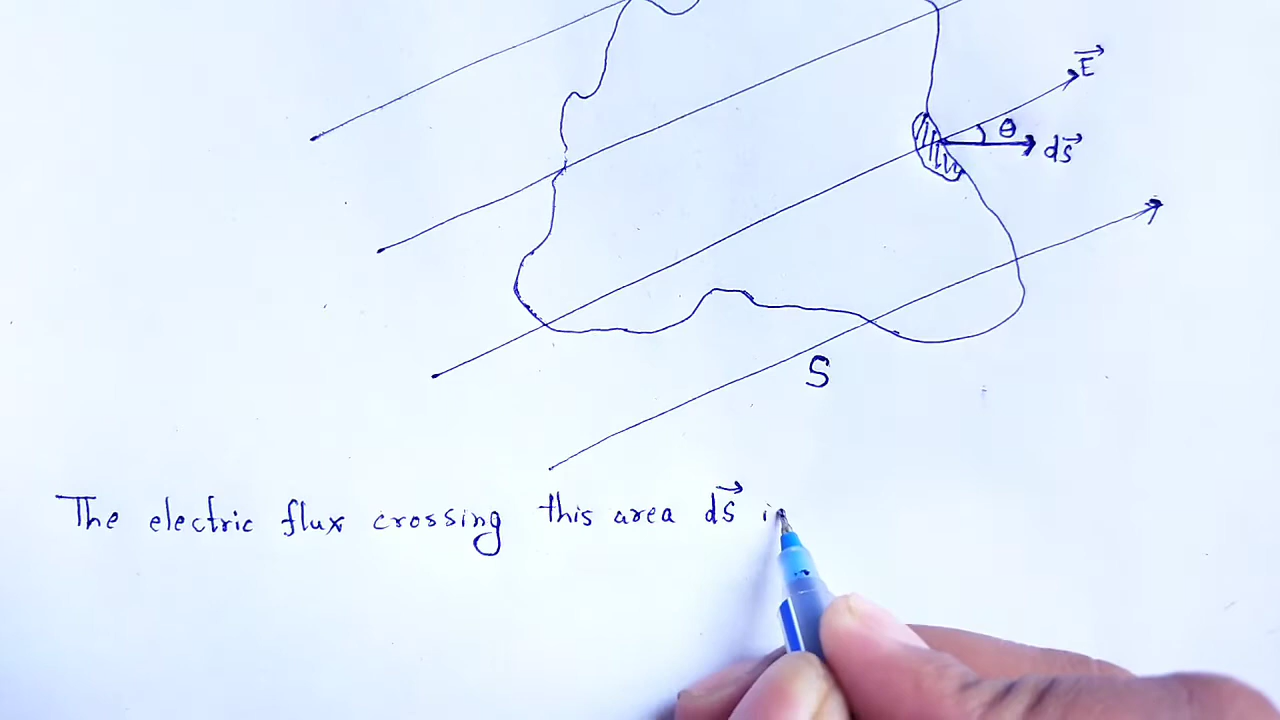 E⃗
θ
ds⃗
S
The electric flux crossing this area ds⃗ is